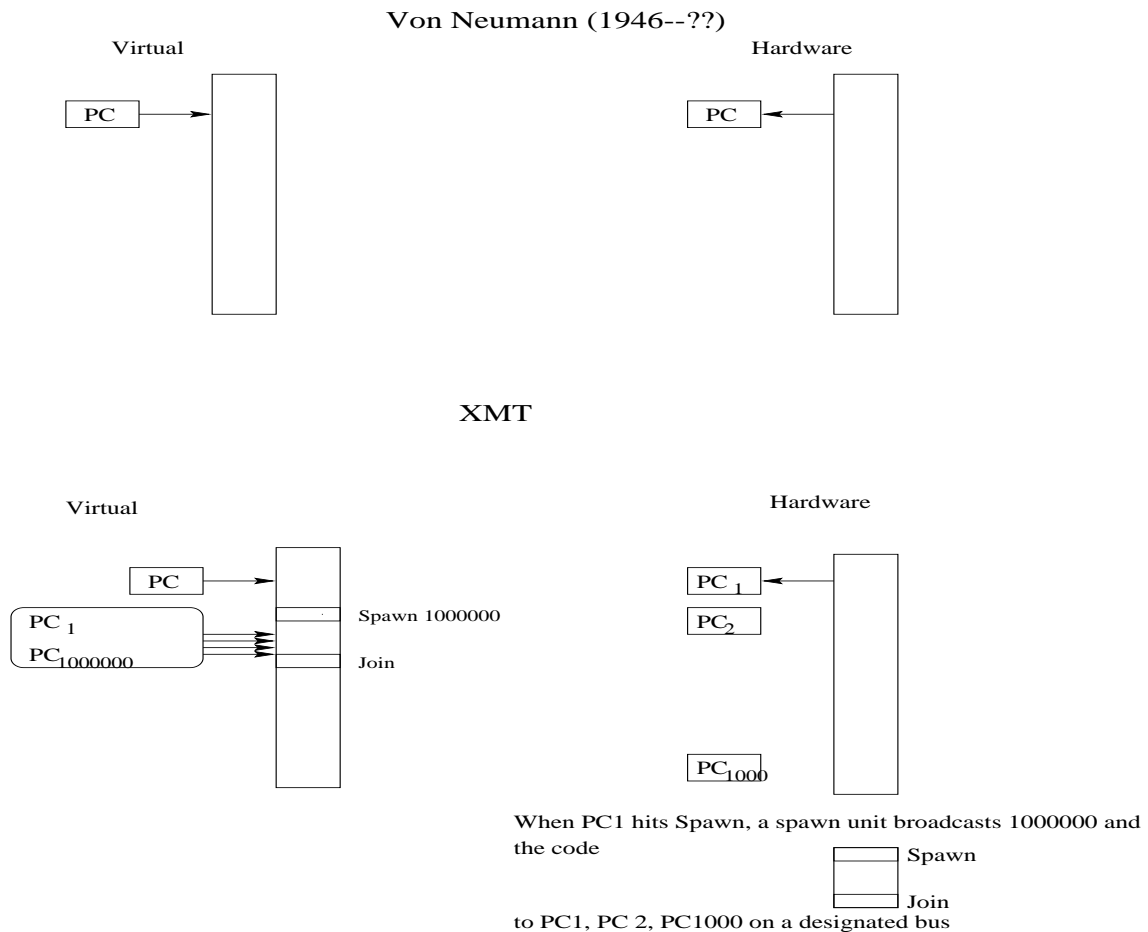 Von Neumann (1946--??)
Virtual
Hardware
PC
PC
XMT
Virtual
Hardware
PC
PC 1
PC1000000
Spawn 1000000
Join
PC 1
PC2
PC1000
When PC1 hits Spawn, a spawn unit broadcasts 1000000 and
the code
Spawn
Join
to PC1, PC 2, PC1000 on a designated bus